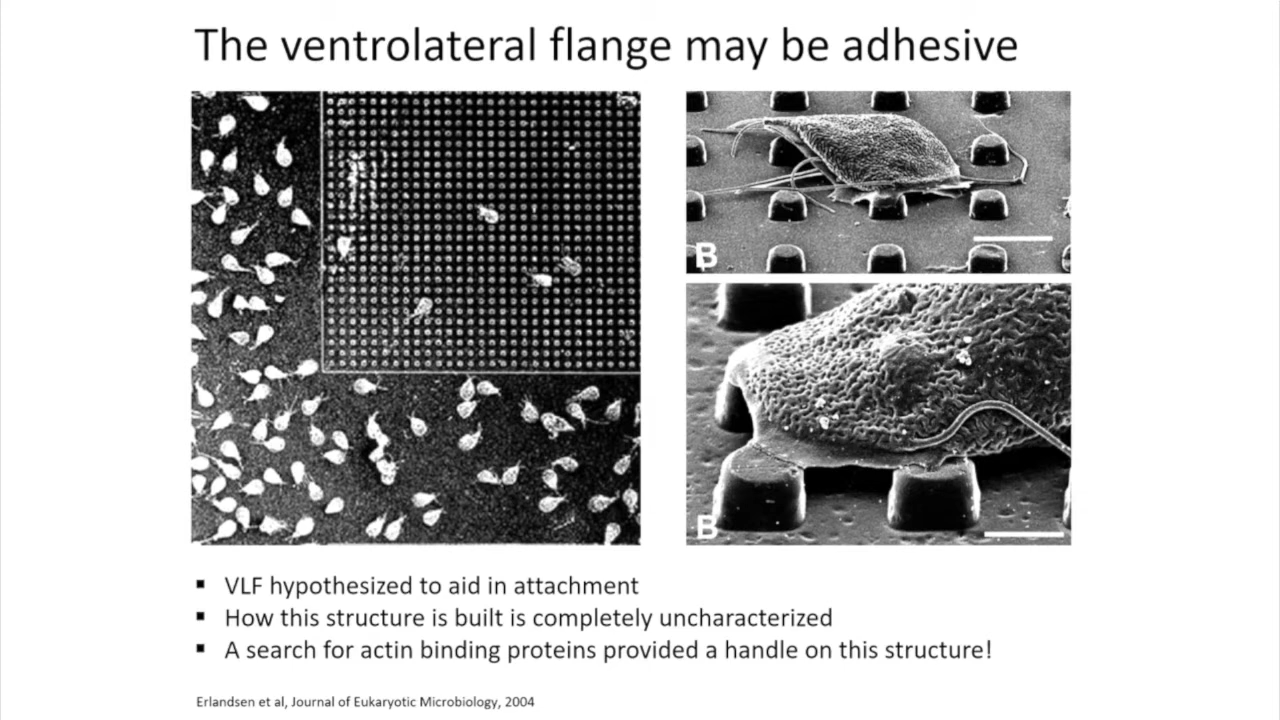 The ventrolateral flange may be adhesive
B
B
▪ VLF hypothesized to aid in attachment
▪ How this structure is built is completely uncharacterized
▪ A search for actin binding proteins provided a handle on this structure!
Erlandsen et al, Journal of Eukaryotic Microbiology, 2004